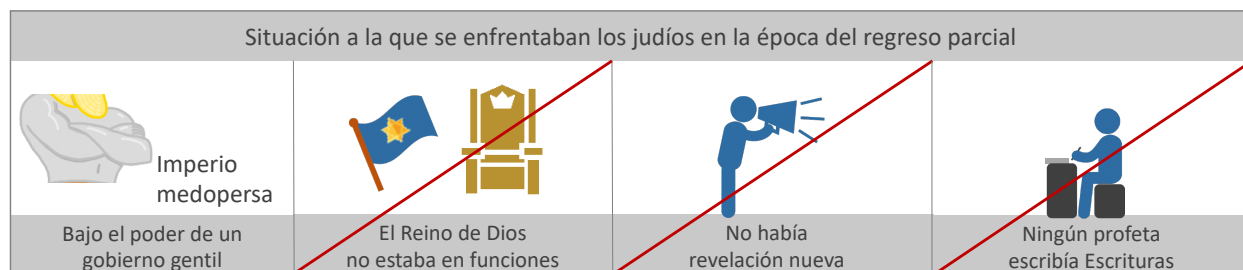 Situación a la que se enfrentaban los judíos en la época del regreso parcial
Imperio
medopersa
Bajo el poder de un
gobierno gentil
El Reino de Dios
no estaba en funciones
No había
revelación nueva
Ningún profeta
escribía Escrituras